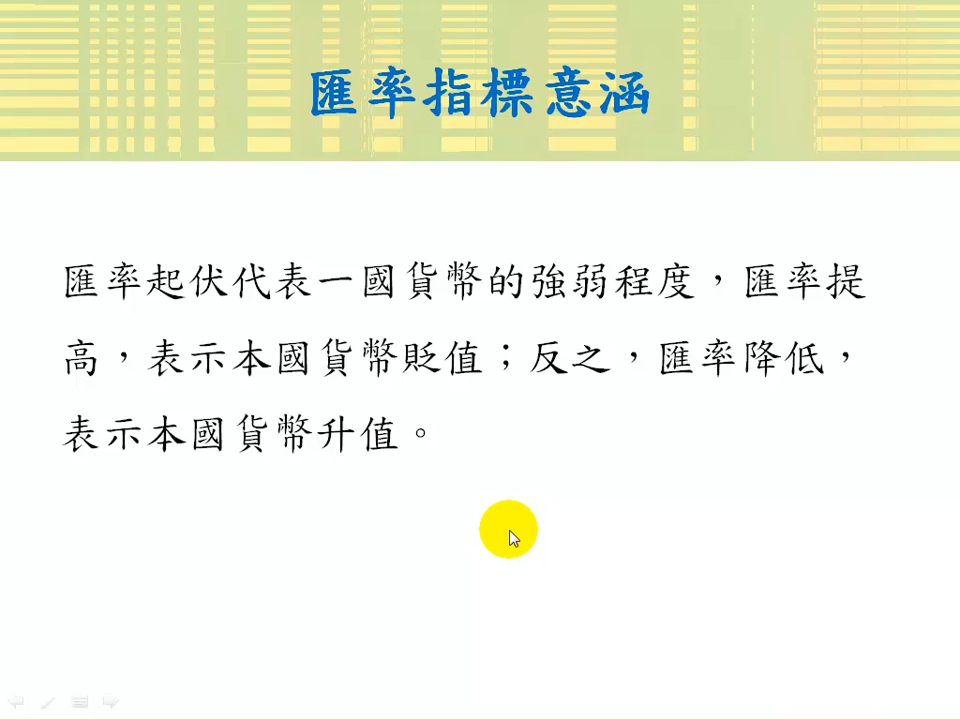 匯率指標意涵
匯率起伏代表一國貨幣的強弱程度，匯率提
高，表示本國貨幣貶值；反之，匯率降低，
表示本國貨幣升值。